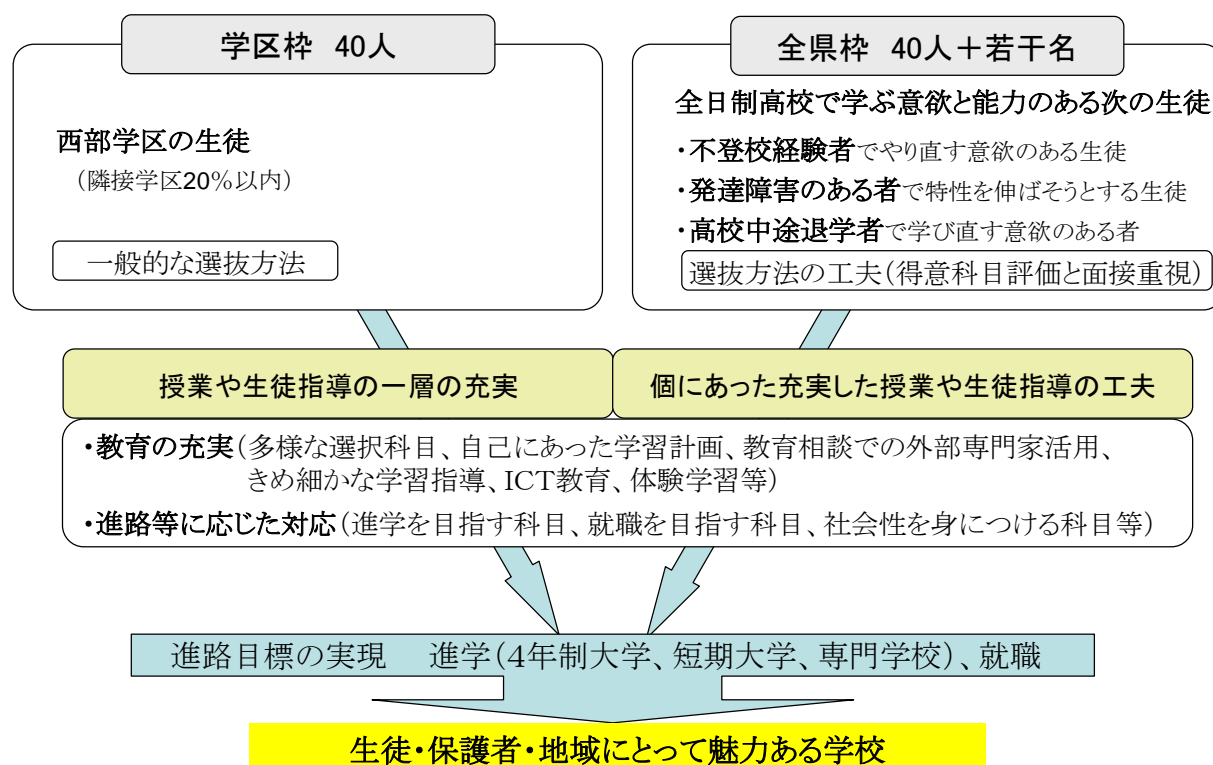 学区枠 40人
西部学区の生徒
（隣接学区20％以内）
一般的な選抜方法
全県枠 40人＋若干名
全日制高校で学ぶ意欲と能力のある次の生徒
・不登校経験者でやり直す意欲のある生徒
・発達障害のある者で特性を伸ばそうとする生徒
・高校中途退学者で学び直す意欲のある者
選抜方法の工夫（得意科目評価と面接重視）
授業や生徒指導の一層の充実
個にあった充実した授業や生徒指導の工夫
・教育の充実（多様な選択科目、自己にあった学習計画、教育相談での外部専門家活用、
きめ細かな学習指導、ICT教育、体験学習等）
・進路等に応じた対応（進学を目指す科目、就職を目指す科目、社会性を身につける科目等）
進路目標の実現 進学（4年制大学、短期大学、専門学校）、就職
生徒・保護者・地域にとって魅力ある学校